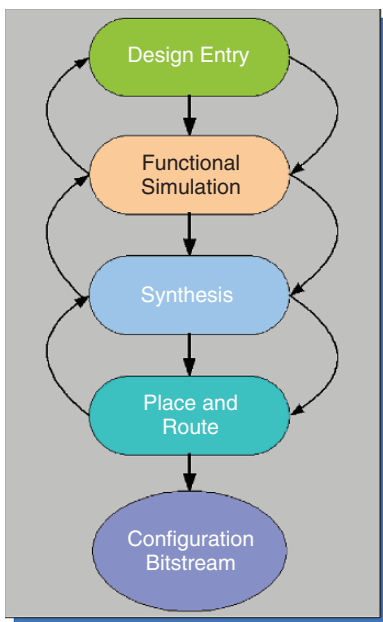 Design Entry
Functional
Simulation
Synthesis
Place and
Route
Configuration
Bitstream